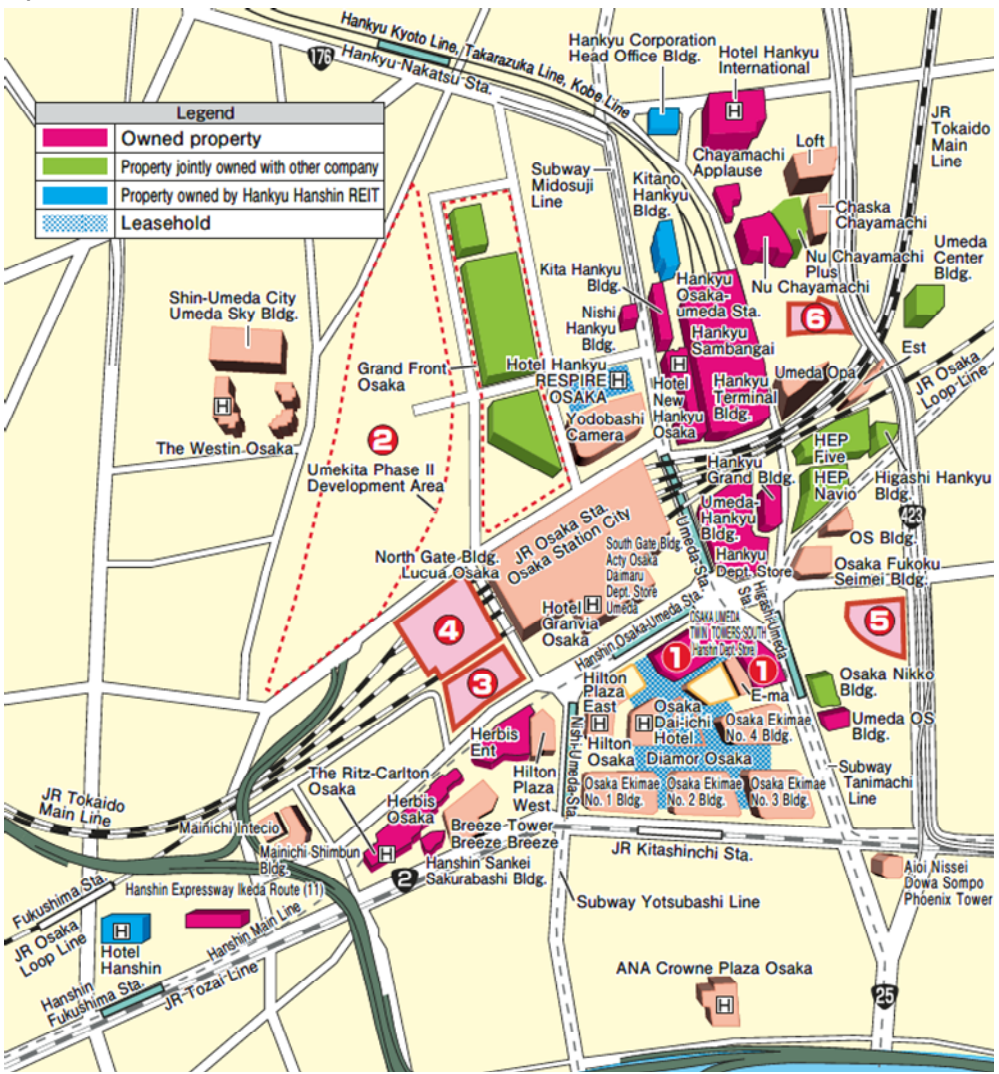 Hankyu Kyoto Line, Takarazuka Line, Kobe Line
176
Hankyu-Nakatsu Sta.
Hankyu Corporation
Head Office Bldg.
Hotel Hankyu
International
H
Legend
Owned property
Property jointly owned with other company
Property owned by Hankyu Hanshin REIT
Leasehold
JR
Tokaido
Main
Line
Loft
Chayamachi
Applause
Subway
Midosuji
Line
Kitano
Hankyu
Bldg.
Chaska
Chayamachi
Nu Chayamachi
Plus
Nu Chayamachi
Umeda
Center
Bldg.
Kita Hankyu
Bldg.
Hankyu
Osaka-
umeda Sta.
Shin-Umeda City
Umeda Sky Bldg.
Nishi
Hankyu
Bldg.
Hankyu
Sambangai
6
Est
Grand Front
Osaka
Hotel Hankyu
RESPIRE
OSAKA
H
H
Hotel
New
Hankyu
Osaka
Hankyu
Terminal
Bldg.
Umeda Opa
JR Osaka
Loop-Line
H
The Westin Osaka
Yodobashi
Camera
2
Umekita Phase II
Development Area
HEP
Five
HEP
Navio
Higashi Hankyu
Bldg.
Hankyu
Grand Bldg.
Umeda-
Hankyu
Bldg.
423
Umeda Sta.
JR Osaka Sta.
Osaka Station City
South Gate Bldg.
Acty Osaka
Daimaru
Dept. Store
Umeda
OS Bldg.
Hankyu
Dept. Store
Osaka Fukoku
Seimei Bldg.
North Gate Bldg.
Lucua Osaka
Hotel
Granvia
Osaka
H
Higashi-Umeda
Sta
Hanshin Osaka-Umeda Sta.
4
5
OSAKA UMEDA
TWIN TOWERS-SOUTH
Hanshin Dept. Store
1
1
3
Hilton
Plaza
East
E-ma
Osaka Nikko
Bldg.
Herbis
Ent
H
Hilton
Osaka
H
Osaka
Dai-ichi
Hotel
Osaka Ekimae
No. 4 Bldg.
Umeda OS
Bldg.
Nishi-Umeda-Sta
Diamor Osaka
Subway
Tanimachi
Line
The Ritz-Carlton
Osaka
Hilton
Plaza
West
Osaka Ekimae
No. 1 Bldg.
Osaka Ekimae
No. 2 Bldg.
Osaka Ekimae
No. 3 Bldg.
JR Tokaido
Main Line
Herbis
Osaka
Mainichi Intecio
Mainichi Shimbun
Bldg.
H
Breeze-Tower
Breeze Breeze
JR Kitashinchi Sta.
Hanshin Sankei
Sakurabashi Bldg.
2
Aioi Nissei
Dowa Sompo
Phoenix Tower
Fukushima Sta.
Hanshin Expressway Ikeda Route (11)
Subway Yotsubashi Line
JR Osaka
Loop Line
H
Hotel
Hanshin
Hanshin Main Line
Hanshin
Fukushima Sta.
JR Tozai Line
ANA Crowne Plaza Osaka
H
25